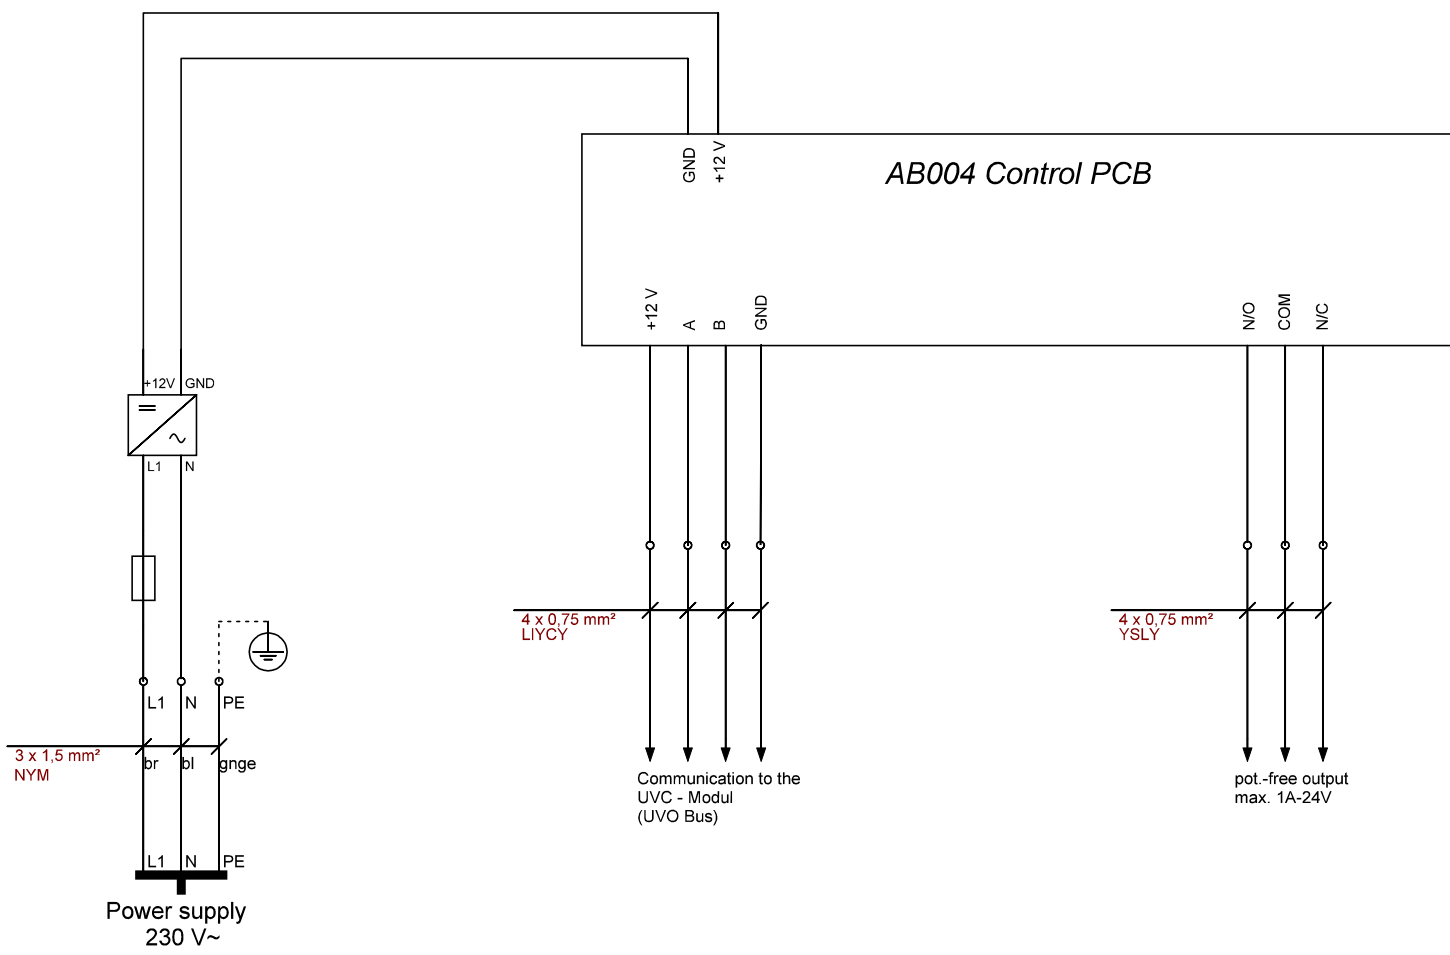 AB004 Control PCB
GND
+12 V
+12 V
A
B
GND
N/O
COM
N/C
+12V
GND
L1
N
4 x 0,75 mm²
LIYCY
4 x 0,75 mm²
YSLY
L1
N
PE
3 x 1,5 mm²
NYM
br
bl
gnge
Communication to the
UVC - Modul
(UVO Bus)
pot.-free output
max. 1A-24V
L1
N
PE
Power supply
230 V~